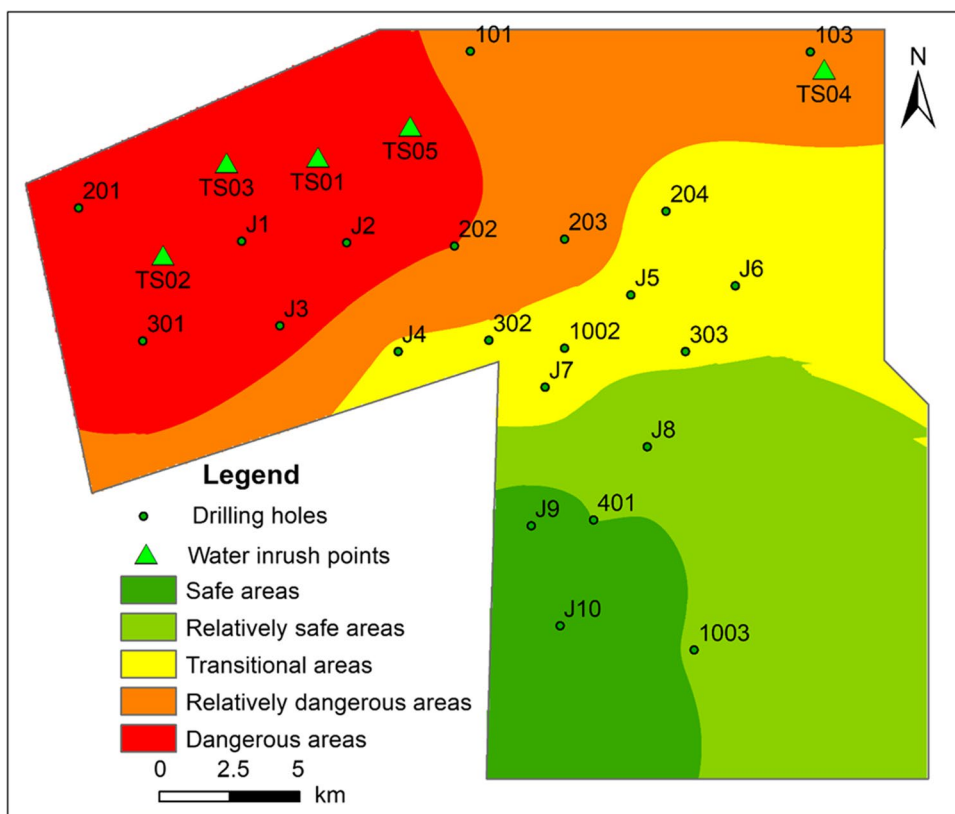 101
103
N
TS04
TS05
TS03
TS01
201
204
J1
J2
202
203
TS02
J5
J6
J3
301
302
J4
1002
303
J7
J8
Legend
Drilling holes
Water inrush points
Safe areas
Relatively safe areas
Transitional areas
Relatively dangerous areas
Dangerous areas
0 2.5 5
km
J9
401
J10
1003